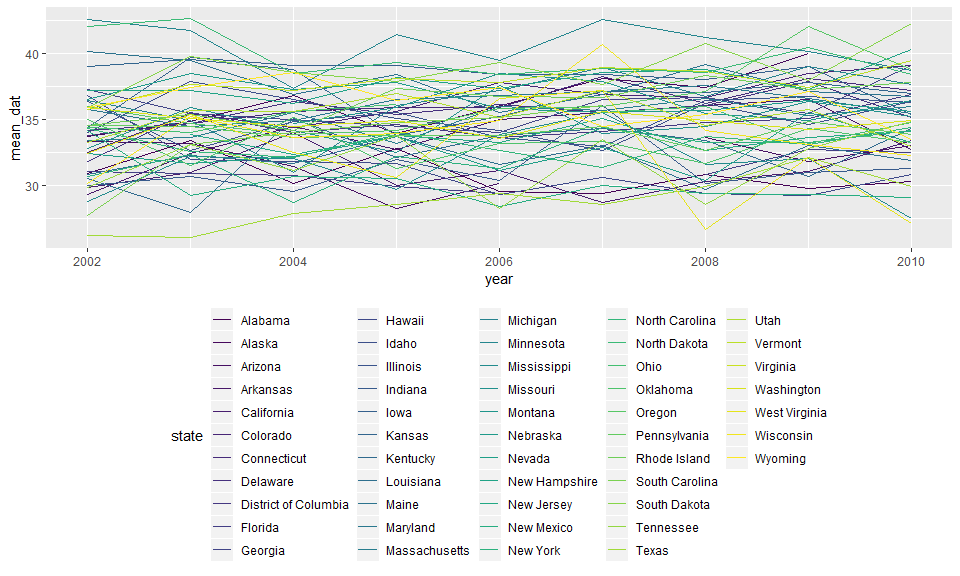 40
35
30
mean_dat
2002
2004
2006
2008
2010
year
state
Alabama
Alaska
Arizona
Arkansas
California
Colorado
Connecticut
Delaware
District of Columbia
Florida
Georgia
Hawaii
Idaho
Illinois
Indiana
Iowa
Kansas
Kentucky
Louisiana
Maine
Maryland
Massachusetts
Michigan
Minnesota
Mississippi
Missouri
Montana
Nebraska
Nevada
New Hampshire
New Jersey
New Mexico
New York
North Carolina
North Dakota
Ohio
Oklahoma
Oregon
Pennsylvania
Rhode Island
South Carolina
South Dakota
Tennessee
Texas
Utah
Vermont
Virginia
Washington
West Virginia
Wisconsin
Wyoming